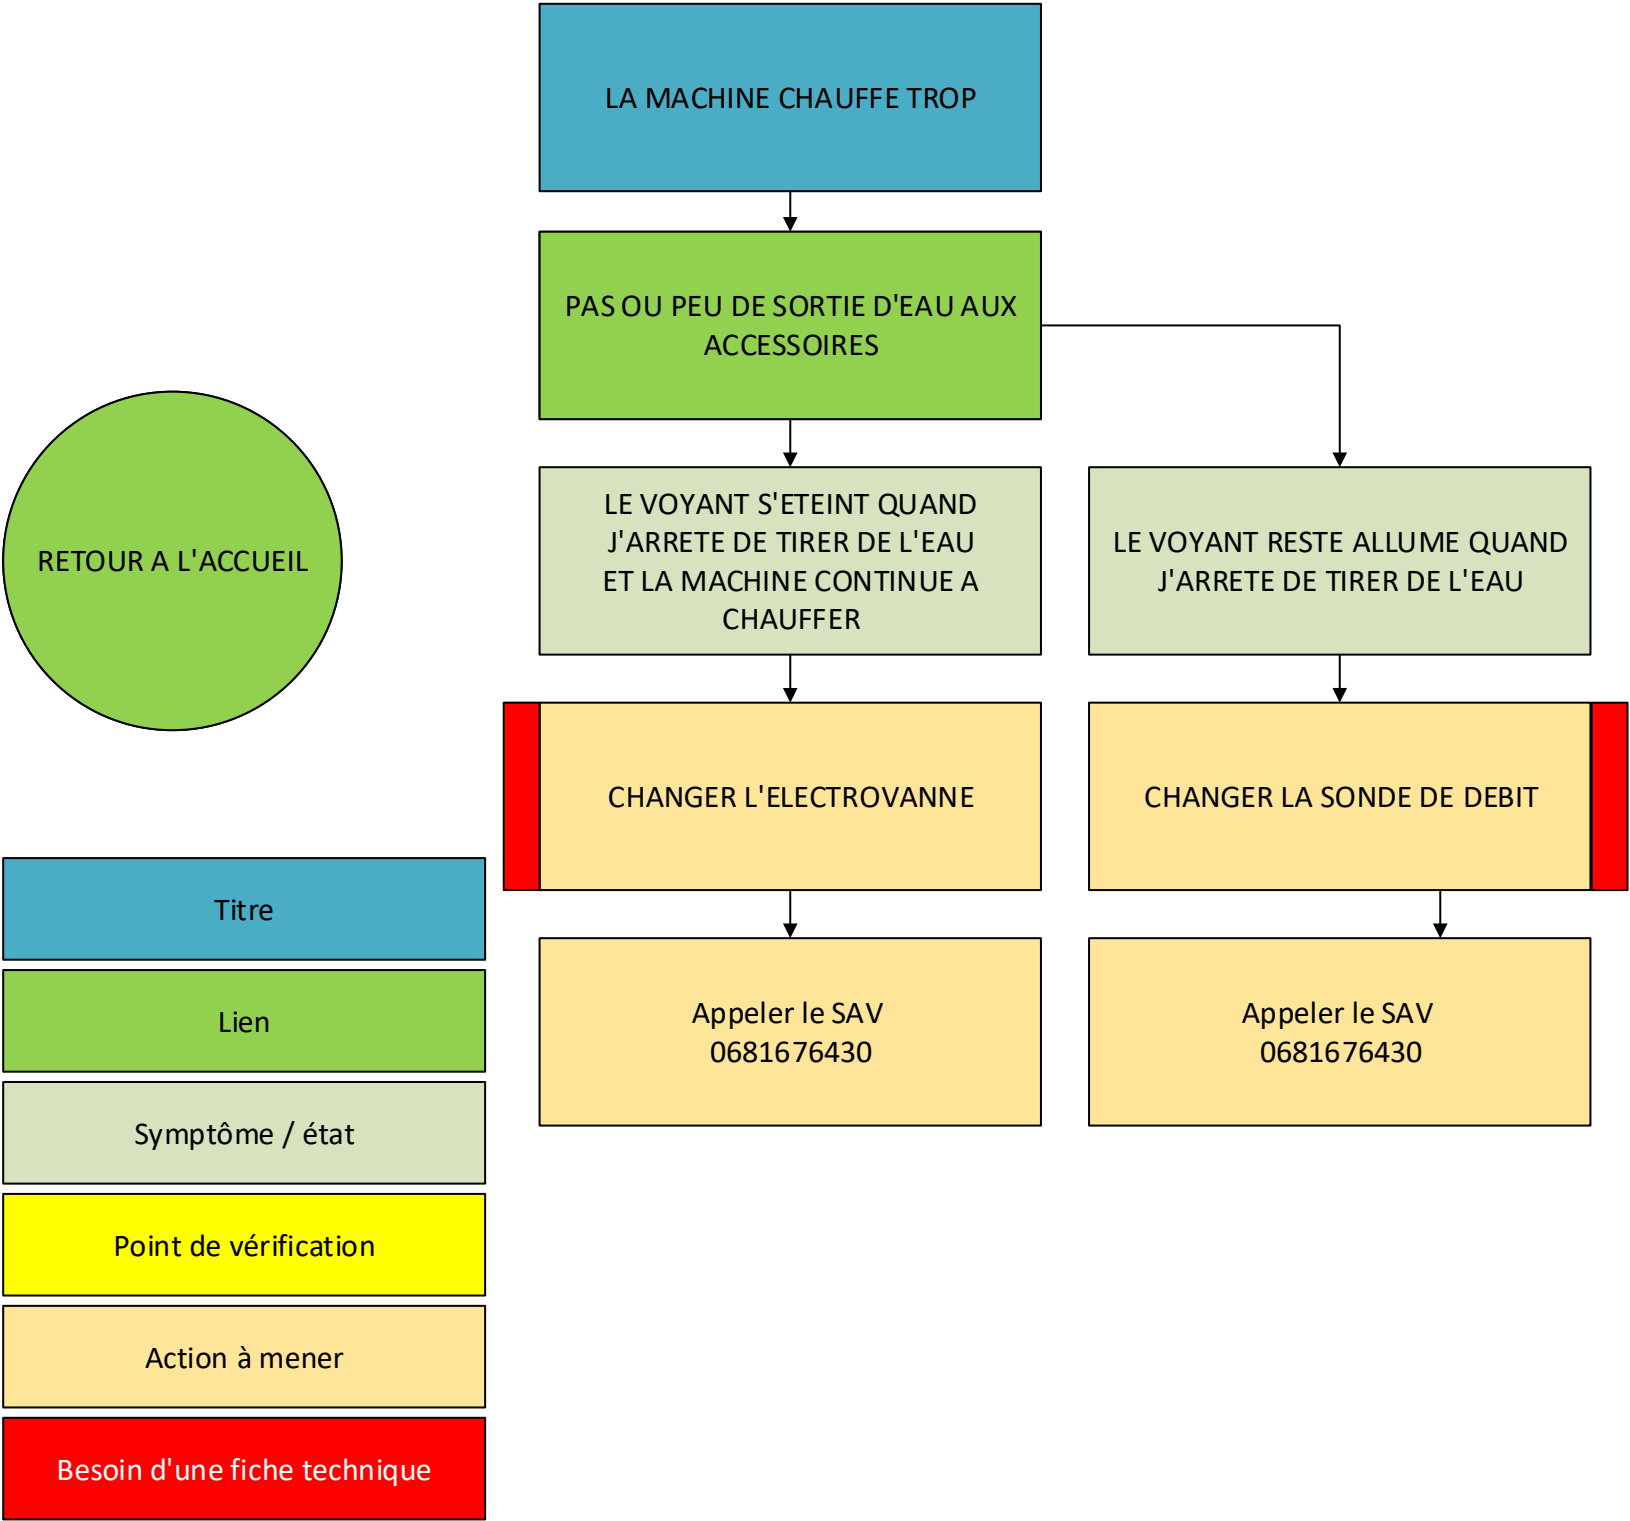 LA MACHINE CHAUFFE TROP
PAS OU PEU DE SORTIE D'EAU AUX
ACCESSOIRES
LE VOYANT S'ETEINT QUAND
J'ARRETE DE TIRER DE L'EAU
ET LA MACHINE CONTINUE A
CHAUFFER
LE VOYANT RESTE ALLUME QUAND
J'ARRETE DE TIRER DE L'EAU
RETOUR A L'ACCUEIL
CHANGER L'ELECTROVANNE
CHANGER LA SONDE DE DEBIT
Appeler le SAV
0681676430
Appeler le SAV
0681676430
Titre
Lien
Symptôme / état
Point de vérification
Action à mener
Besoin d'une fiche technique